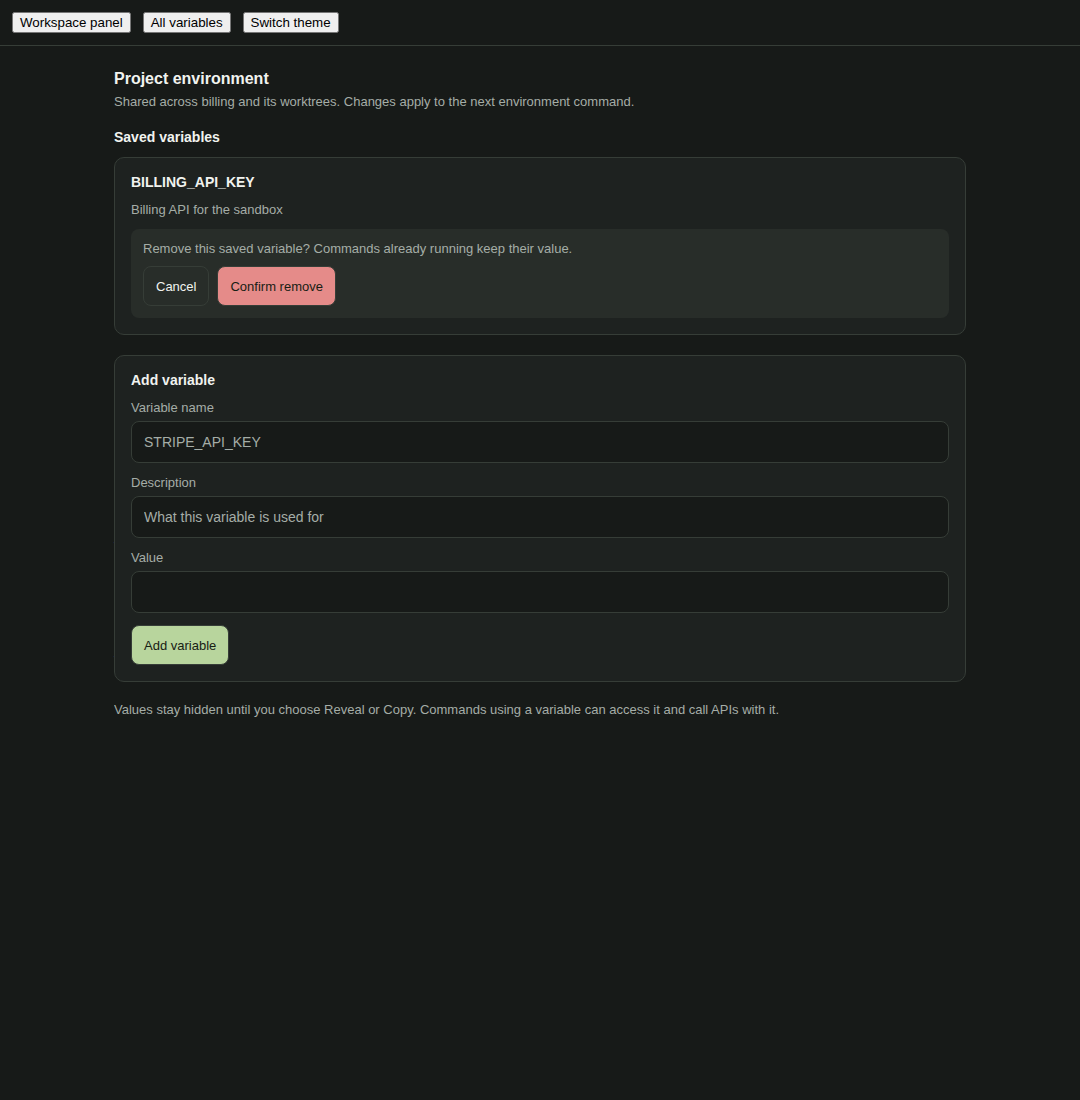 Workspace panel All variables Switch theme
Project environment
Shared across billing and its worktrees. Changes apply to the next environment command.
Saved variables
BILLING_API_KEY
Billing API for the sandbox
Remove this saved variable? Commands already running keep their value.
Cancel Confirm remove
Add variable
Variable name
STRIPE_API_KEY
Description
What this variable is used for
Value
Add variable
Values stay hidden until you choose Reveal or Copy. Commands using a variable can access it and call APIs with it.